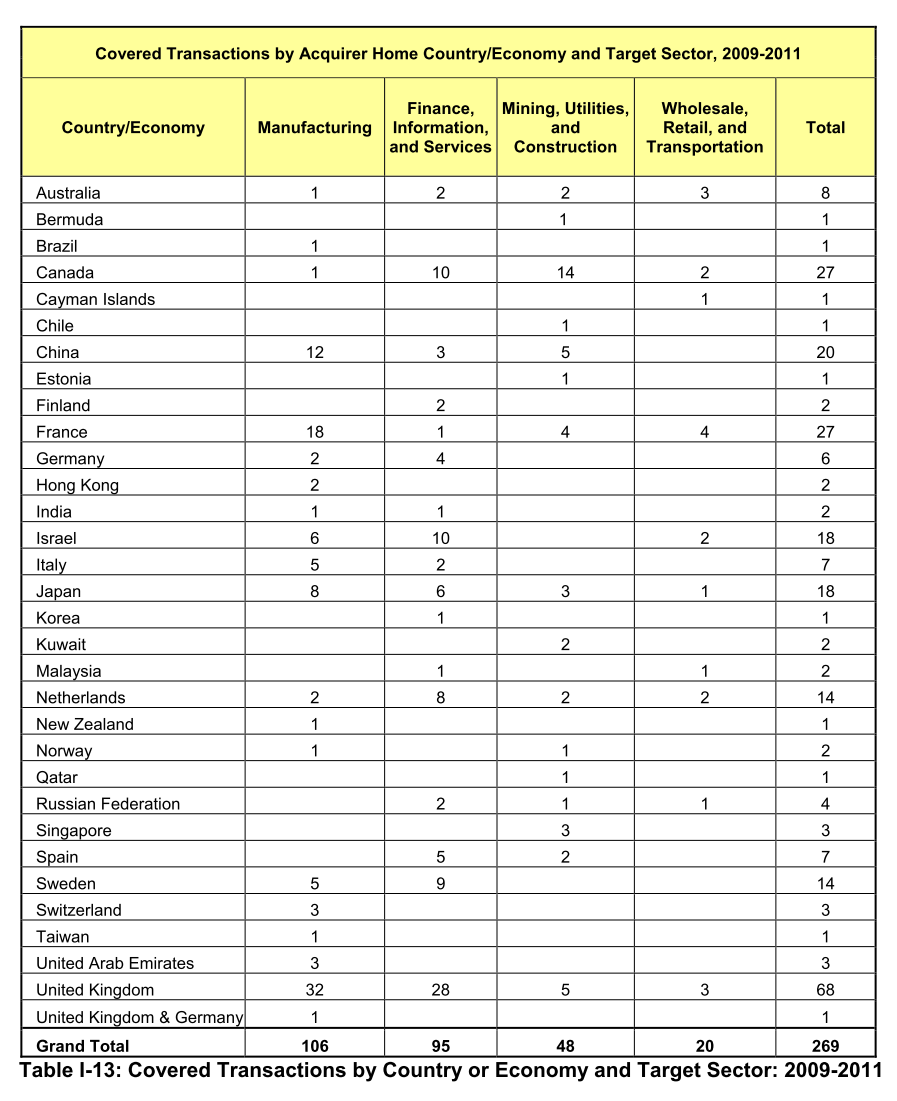 Covered Transactions by Acquirer Home Country/Economy and Target Sector, 2009-2011
Country/Economy Manufacturing Finance, Information, and Services Mining, Utilities, and Construction Wholesale, Retail, and Transportation Total
Australia 1 2 2 3 8
Bermuda 1 1
Brazil 1 1
Canada 1 10 14 2 27
Cayman Islands 1 1
Chile 1 1
China 12 3 5 20
Estonia 1 1
Finland 2 2
France 18 1 4 4 27
Germany 2 4 6
Hong Kong 2 2
India 1 1 2
Israel 6 10 2 18
Italy 5 2 7
Japan 8 6 3 1 18
Korea 1 1
Kuwait 2 2
Malaysia 1 1 2
Netherlands 2 8 2 2 14
New Zealand 1 1
Norway 1 1 2
Qatar 1 1
Russian Federation 2 1 1 4
Singapore 3 3
Spain 5 2 7
Sweden 5 9 14
Switzerland 3 3
Taiwan 1 1
United Arab Emirates 3 3
United Kingdom 32 28 5 3 68
United Kingdom & Germany 1 1
Grand Total 106 95 48 20 269
Table I-13: Covered Transactions by Country or Economy and Target Sector: 2009-2011